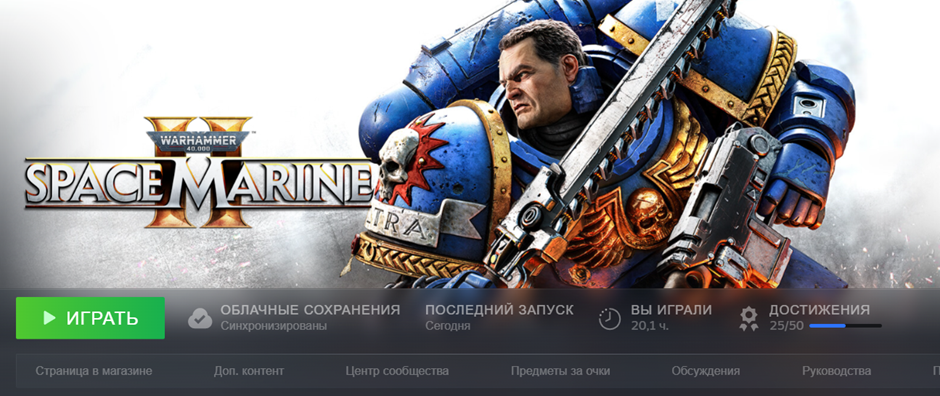 WARHAMMER
40,000
SPACE MARINE
II
TRA
ИГРАТЬ
ОБЛАЧНЫЕ СОХРАНЕНИЯ
Синхронизированы
ПОСЛЕДНИЙ ЗАПУСК
Сегодня
ВЫ ИГРАЛИ
20,1 ч.
ДОСТИЖЕНИЯ
25/50
Страница в магазине
Доп. контент
Центр сообщества
Предметы за очки
Обсуждения
Руководства
П